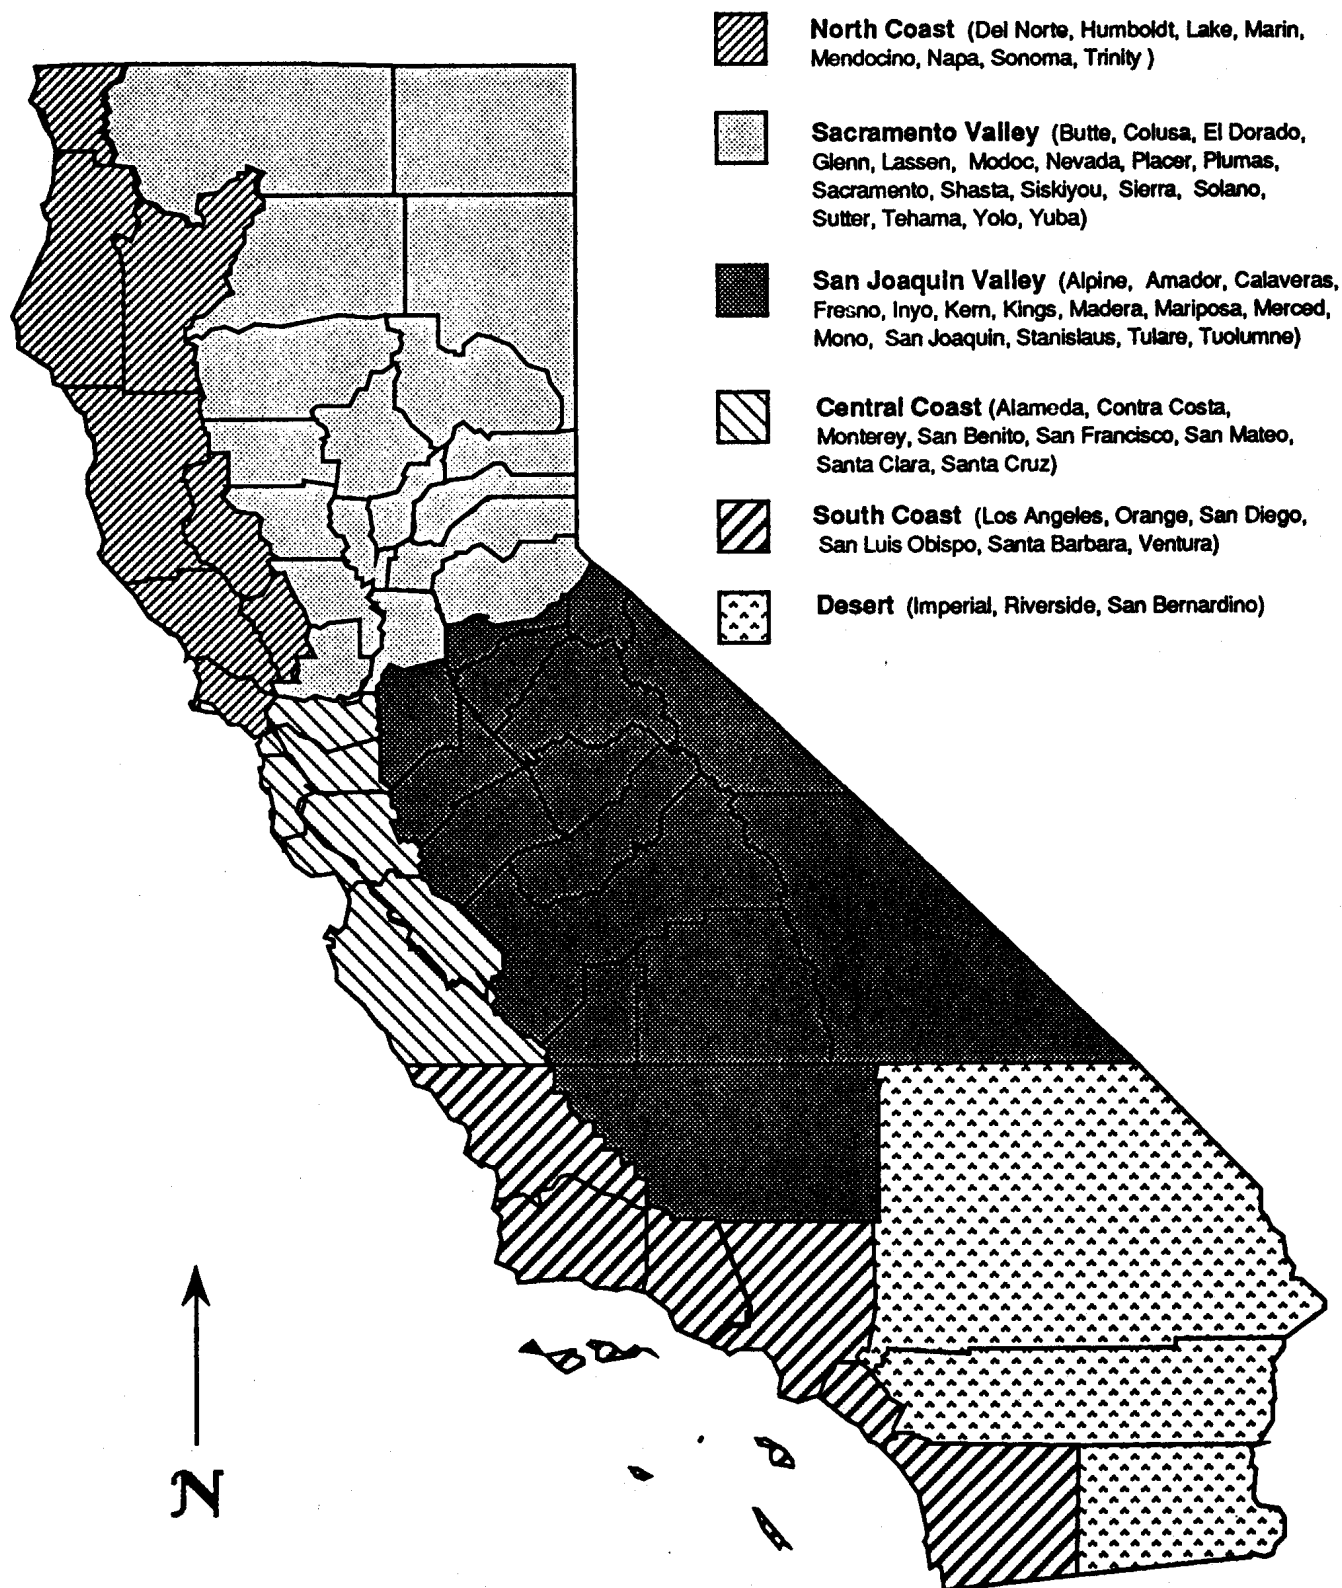 North Coast (Del Norte, Humboldt, Lake, Marin,
Mendocino, Napa, Sonoma, Trinity )
Sacramento Valley (Butte, Colusa, El Dorado,
Glenn, Lassen, Modoc, Nevada, Placer, Plumas,
Sacramento, Shasta, Siskiyou, Sierra, Solano,
Sutter, Tehama, Yolo, Yuba)
San Joaquin Valley (Alpine, Amador, Calaveras,
Fresno, Inyo, Kern, Kings, Madera, Mariposa, Merced,
Mono, San Joaquin, Stanislaus, Tulare, Tuolumne)
Central Coast (Alameda, Contra Costa,
Monterey, San Benito, San Francisco, San Mateo,
Santa Clara, Santa Cruz)
South Coast (Los Angeles, Orange, San Diego,
San Luis Obispo, Santa Barbara, Ventura)
Desert (Imperial, Riverside, San Bernardino)
N